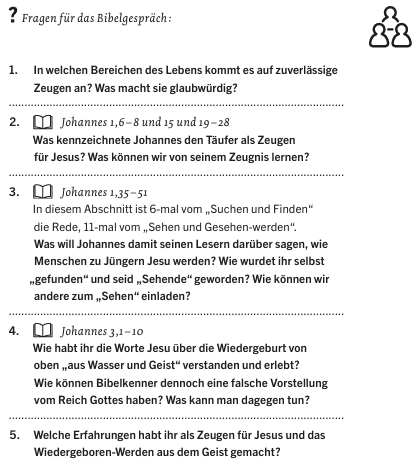 ? Fragen für das Bibelgespräch:
1. In welchen Bereichen des Lebens kommt es auf zuverlässige
Zeugen an? Was macht sie glaubwürdig?
2. Johannes 1,6–8 und 15 und 19–28
Was kennzeichnete Johannes den Täufer als Zeugen
für Jesus? Was können wir von seinem Zeugnis lernen?
3. Johannes 1,35–51
In diesem Abschnitt ist 6-mal vom „Suchen und Finden“
die Rede, 11-mal vom „Sehen und Gesehen-werden“.
Was will Johannes damit seinen Lesern darüber sagen, wie
Menschen zu Jüngern Jesu werden? Wie wurdet ihr selbst
„gefunden“ und seid „Sehende“ geworden? Wie können wir
andere zum „Sehen“ einladen?
4. Johannes 3,1–10
Wie habt ihr die Worte Jesu über die Wiedergeburt von
oben „aus Wasser und Geist“ verstanden und erlebt?
Wie können Bibelkenner dennoch eine falsche Vorstellung
vom Reich Gottes haben? Was kann man dagegen tun?
5. Welche Erfahrungen habt ihr als Zeugen für Jesus und das
Wiedergeboren-Werden aus dem Geist gemacht?